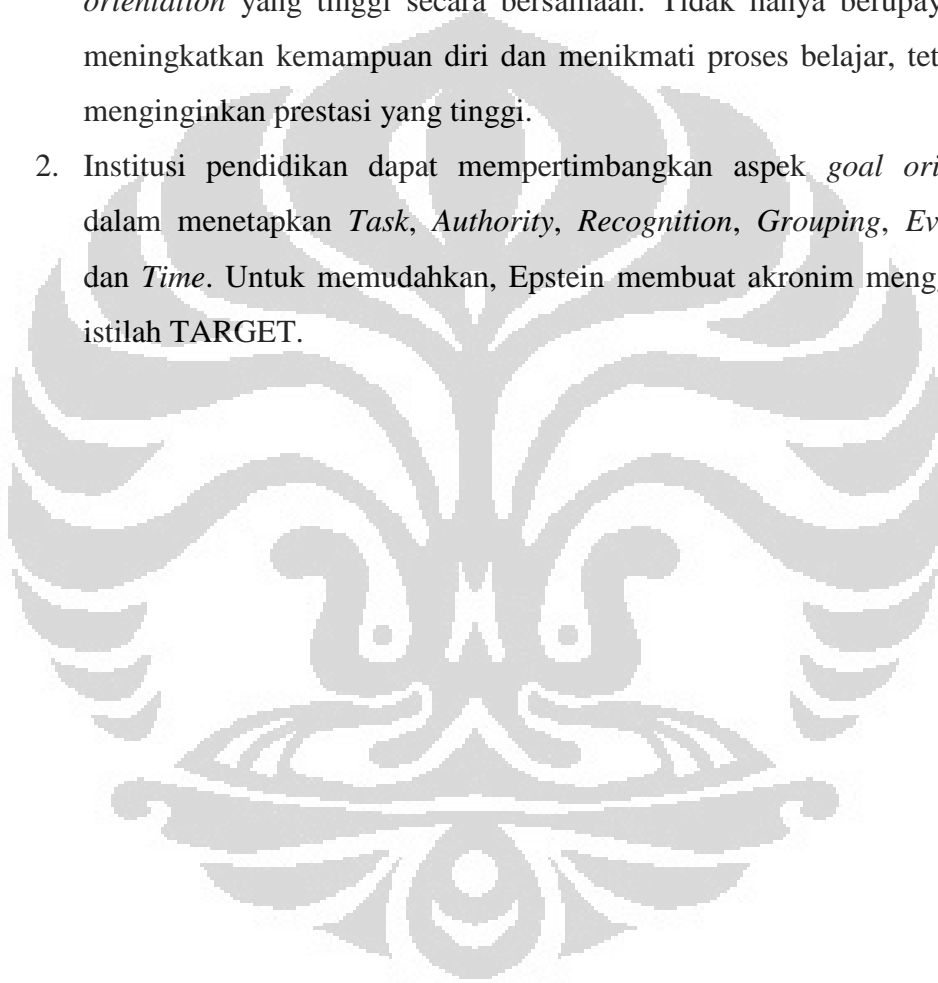 orientation yang tinggi secara bersamaan. Tidak hanya berupay
meningkatkan kemampuan diri dan menikmati proses belajar, tet
menginginkan prestasi yang tinggi.
2. Institusi pendidikan dapat mempertimbangkan aspek goal ori
dalam menetapkan Task, Authority, Recognition, Grouping, Ev
dan Time. Untuk memudahkan, Epstein membuat akronim meng
istilah TARGET.